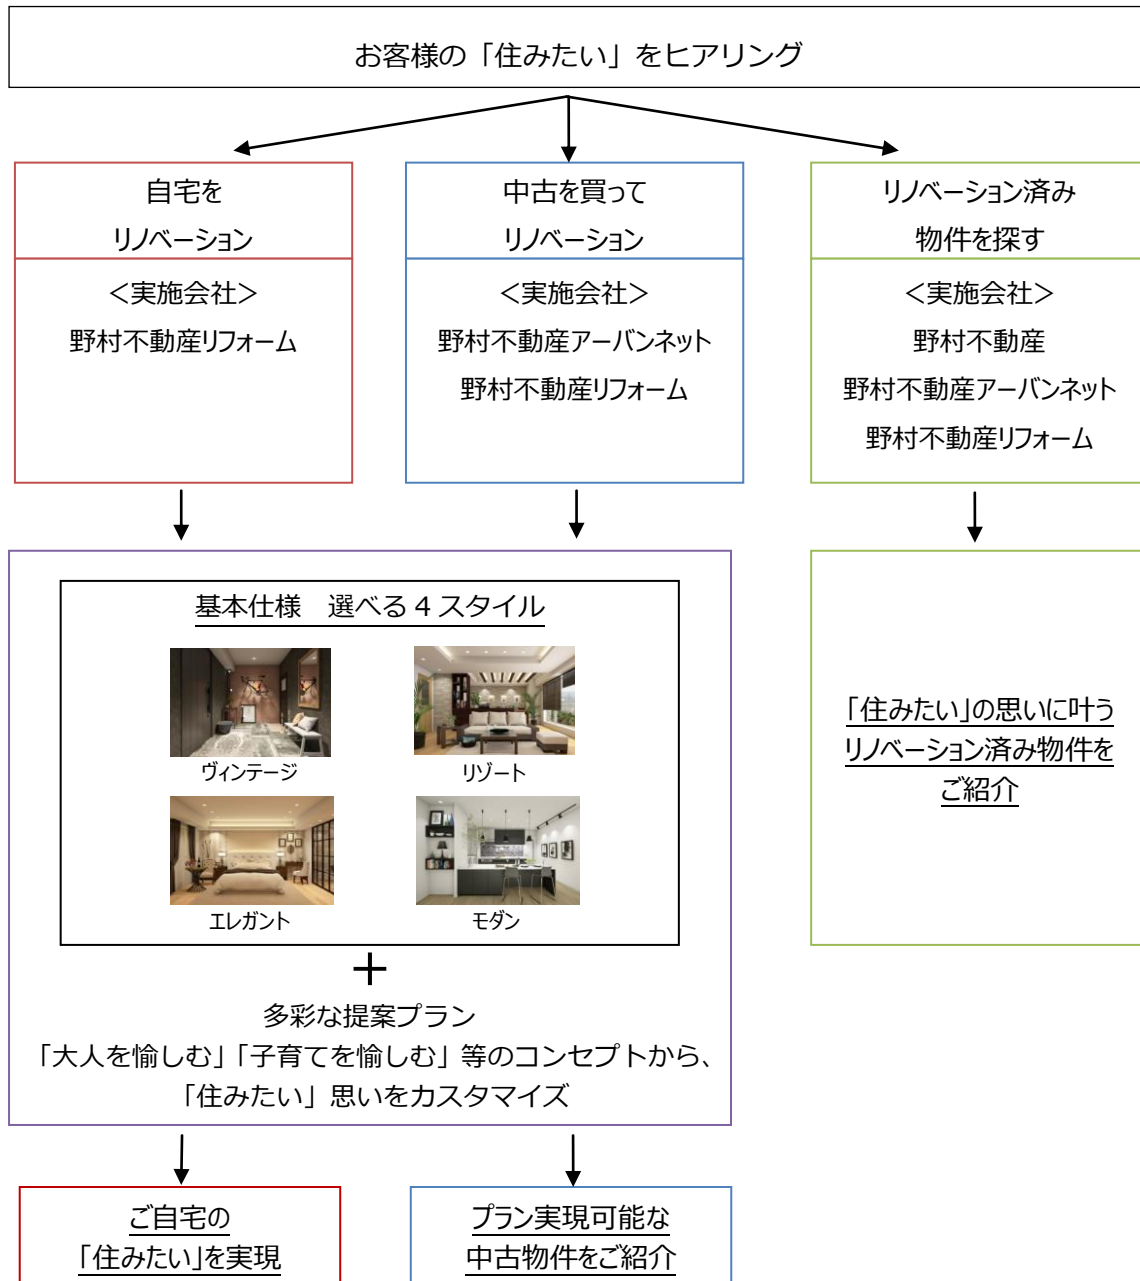 お客様の「住みたい」をヒアリング
自宅を
リノベーション
＜実施会社＞
野村不動産リフォーム
中古を買って
リノベーション
＜実施会社＞
野村不動産アーバンネット
野村不動産リフォーム
リノベーション済み
物件を探す
＜実施会社＞
野村不動産
野村不動産アーバンネット
野村不動産リフォーム
基本仕様　選べる４スタイル
ヴィンテージ
リゾート
エレガント
モダン
＋
多彩な提案プラン
「大人を愉しむ」「子育てを愉しむ」等のコンセプトから、
「住みたい」思いをカスタマイズ
「住みたい」の思いに叶う
リノベーション済み物件を
ご紹介
ご自宅の
「住みたい」を実現
プラン実現可能な
中古物件をご紹介